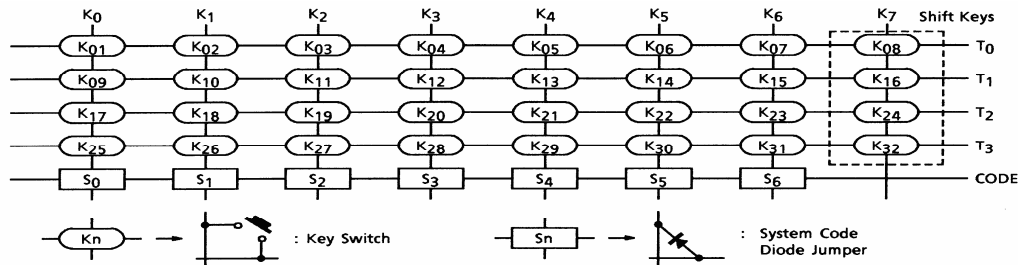 K0 K1 K2 K3 K4 K5 K6 K7 Shift Keys
K01 K02 K03 K04 K05 K06 K07 K08 T0
K09 K10 K11 K12 K13 K14 K15 K16 T1
K17 K18 K19 K20 K21 K22 K23 K24 T2
K25 K26 K27 K28 K29 K30 K31 K32 T3
S0 S1 S2 S3 S4 S5 S6 CODE
Kn : Key Switch Sn : System Code
Diode Jumper